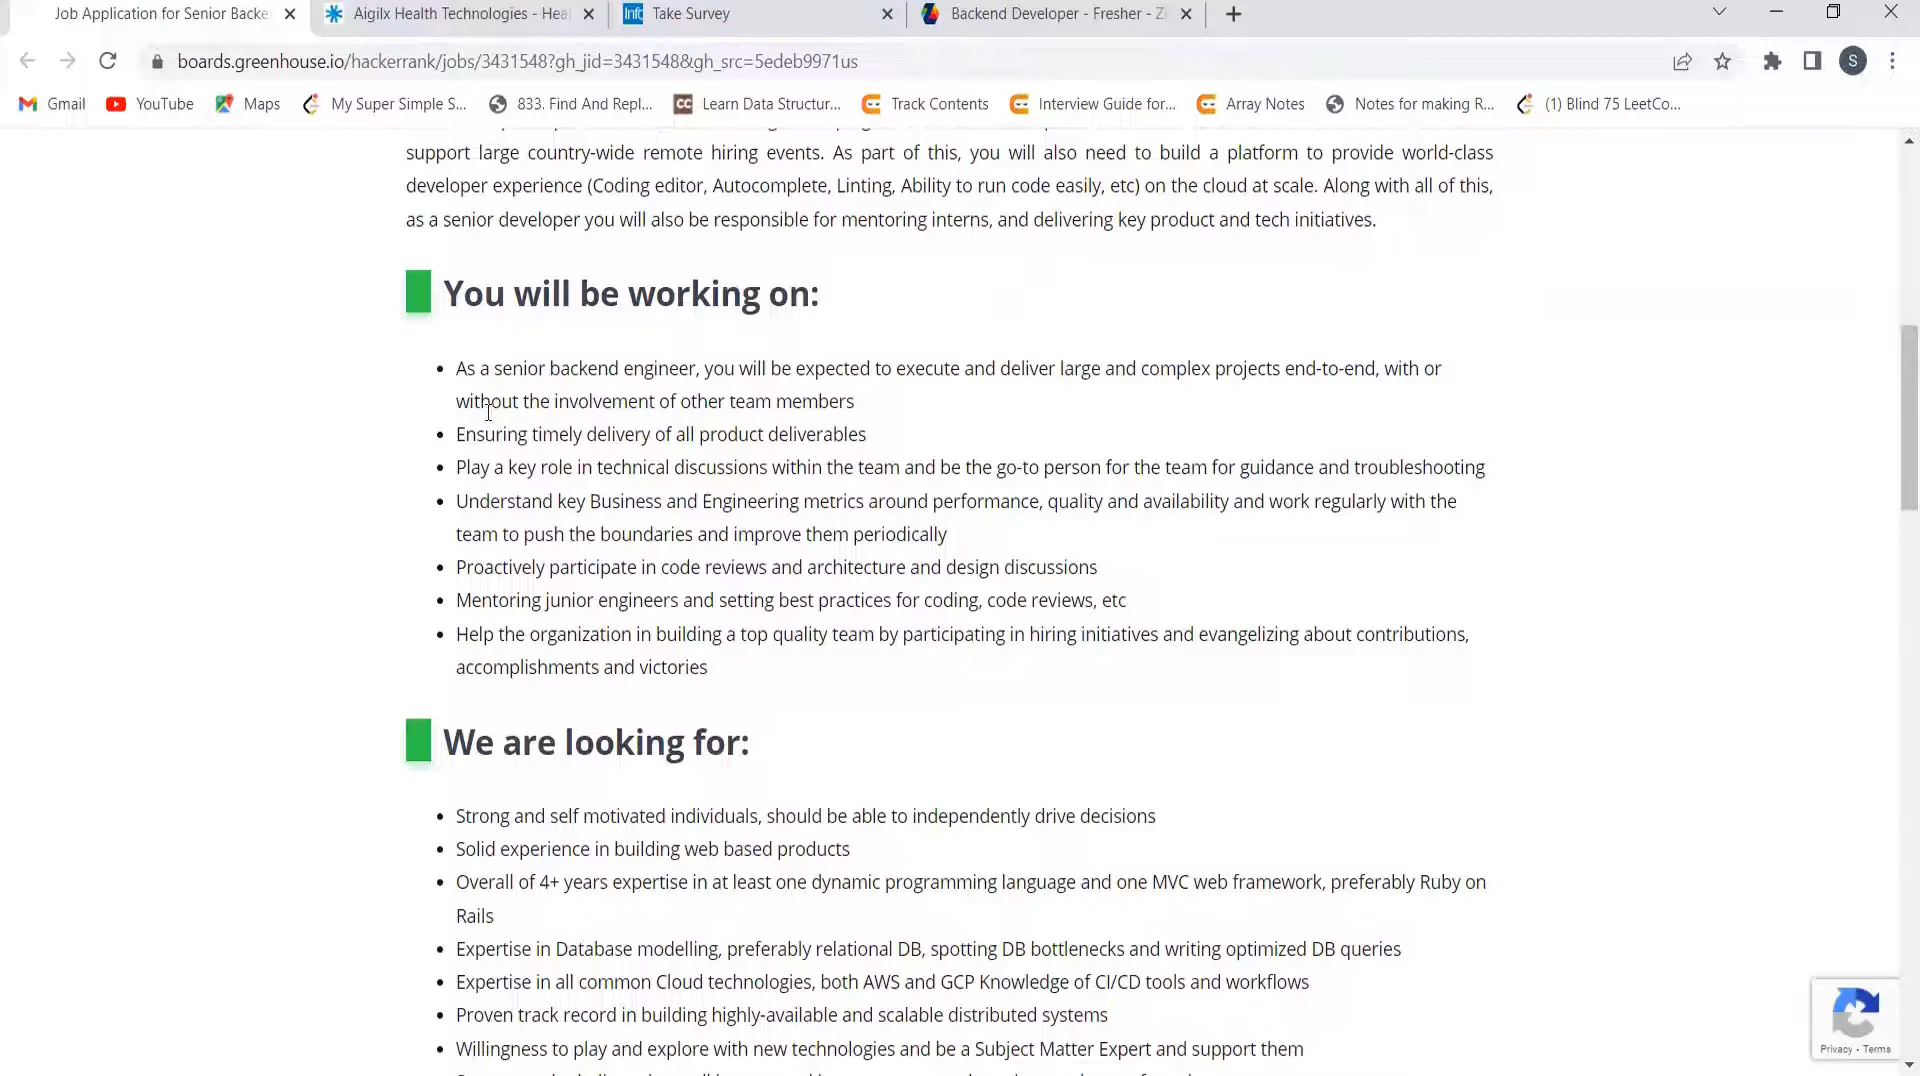 Job Application for Senior Backe
Aigilx Health Technologies - Hea
Info
Take Survey
Backend Developer - Fresher - Z
boards.greenhouse.io/hackerrank/jobs/3431548?gh_jid=3431548&gh_src=5edeb9971us
S
Gmail
YouTube
Maps
My Super Simple S...
833. Find And Repl...
CC
Learn Data Structur...
Track Contents
Interview Guide for...
Array Notes
Notes for making R...
(1) Blind 75 LeetCo...
support large country-wide remote hiring events. As part of this, you will also need to build a platform to provide world-class
developer experience (Coding editor, Autocomplete, Linting, Ability to run code easily, etc) on the cloud at scale. Along with all of this,
as a senior developer you will also be responsible for mentoring interns, and delivering key product and tech initiatives.
You will be working on:
As a senior backend engineer, you will be expected to execute and deliver large and complex projects end-to-end, with or
without the involvement of other team members
Ensuring timely delivery of all product deliverables
Play a key role in technical discussions within the team and be the go-to person for the team for guidance and troubleshooting
Understand key Business and Engineering metrics around performance, quality and availability and work regularly with the
team to push the boundaries and improve them periodically
Proactively participate in code reviews and architecture and design discussions
Mentoring junior engineers and setting best practices for coding, code reviews, etc
Help the organization in building a top quality team by participating in hiring initiatives and evangelizing about contributions,
accomplishments and victories
We are looking for:
Strong and self motivated individuals, should be able to independently drive decisions
Solid experience in building web based products
Overall of 4+ years expertise in at least one dynamic programming language and one MVC web framework, preferably Ruby on
Rails
Expertise in Database modelling, preferably relational DB, spotting DB bottlenecks and writing optimized DB queries
Expertise in all common Cloud technologies, both AWS and GCP Knowledge of CI/CD tools and workflows
Proven track record in building highly-available and scalable distributed systems
Willingness to play and explore with new technologies and be a Subject Matter Expert and support them
Privacy - Terms